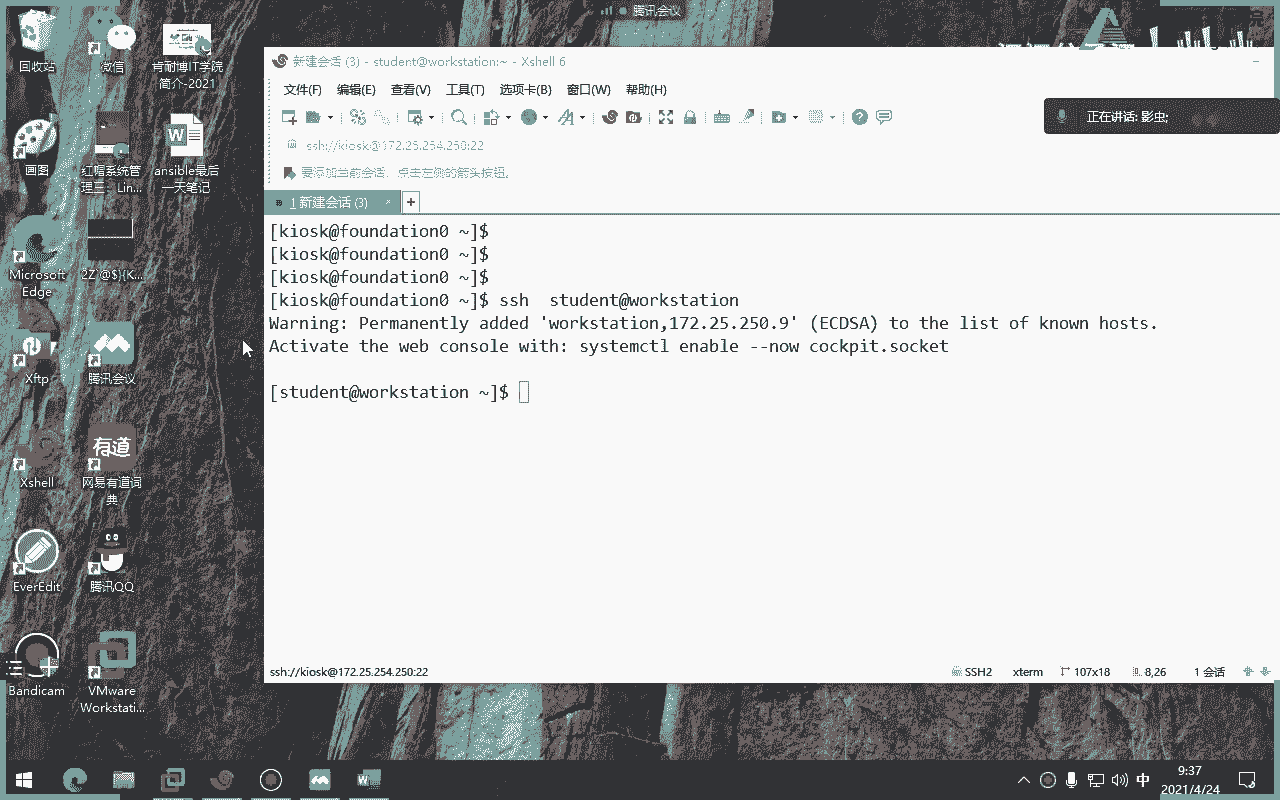 腾讯会议
回收站
微信
肯耐博IT学院
简介-2021
画图
红帽系统管
理三：Lin...
ansible最后
一天笔记
Microsoft
Edge
2Z`@$}{K...
Xftp
腾讯会议
Xshell
有道
网易有道词
典
EverEdit
腾讯QQ
Bandicam
VMware
Workstati...
新建会话 (3) - student@workstation:~ - Xshell 6
文件(F) 编辑(E) 查看(V) 工具(T) 选项卡(B) 窗口(W) 帮助(H)
正在讲话: 影虫;
ssh://kiosk@172.25.254.250:22
要添加当前会话，点击左侧的箭头按钮。
1 新建会话 (3) × +
[kiosk@foundation0 ~]$
[kiosk@foundation0 ~]$
[kiosk@foundation0 ~]$
[kiosk@foundation0 ~]$ ssh  student@workstation
Warning: Permanently added 'workstation,172.25.250.9' (ECDSA) to the list of known hosts.
Activate the web console with: systemctl enable --now cockpit.socket
[student@workstation ~]$
ssh://kiosk@172.25.254.250:22 SSH2 xterm 107x18 8,26 1 会话
中
9:37
2021/4/24